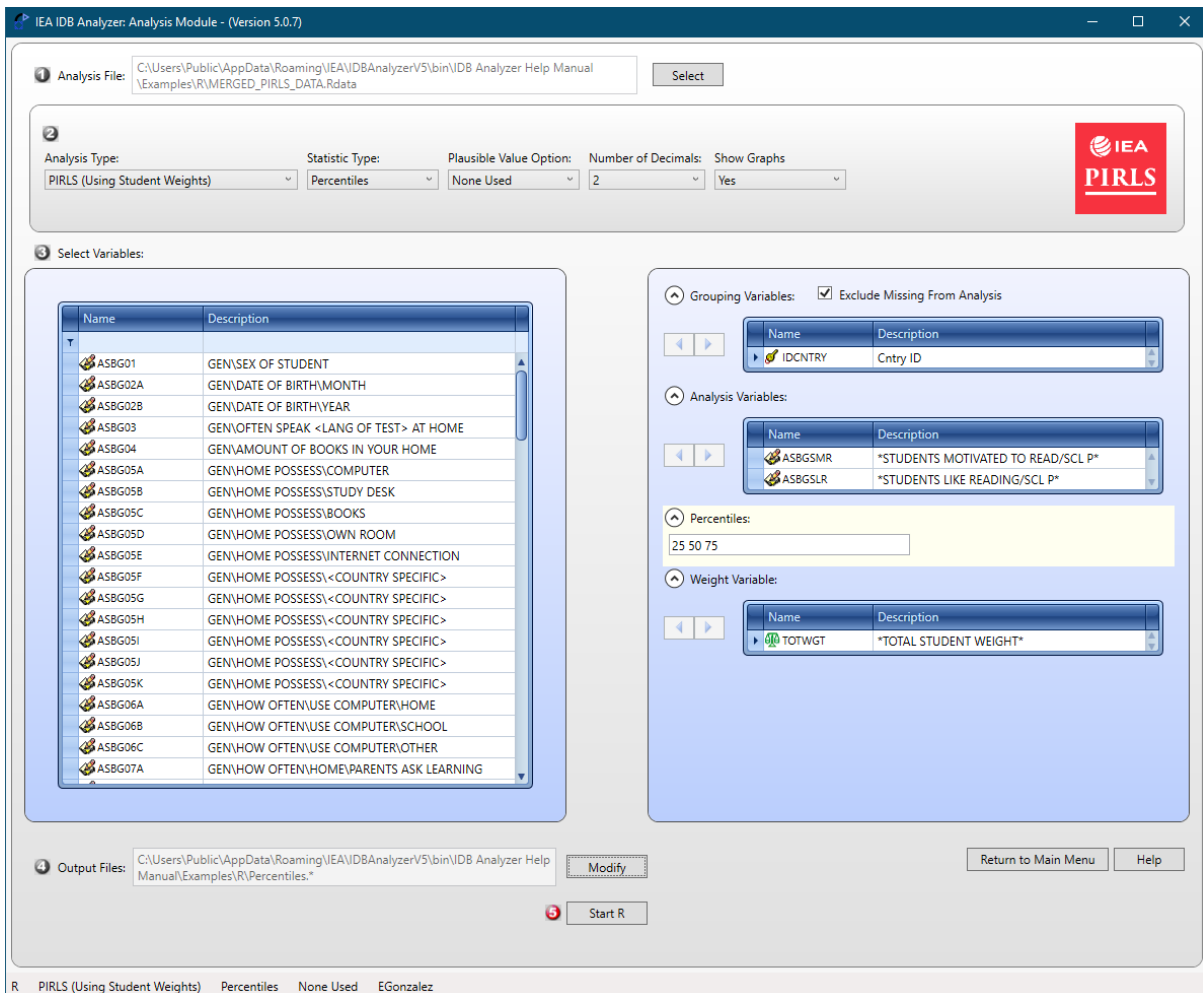 IEA IDB Analyzer: Analysis Module - (Version 5.0.7)
1 Analysis File:
C:\Users\Public\AppData\Roaming\IEA\IDBAnalyzerV5\bin\IDB Analyzer Help Manual
\Examples\R\MERGED_PIRLS_DATA.Rdata
Select
2
Analysis Type: Statistic Type: Plausible Value Option: Number of Decimals: Show Graphs
PIRLS (Using Student Weights) Percentiles None Used 2 Yes
IEA
PIRLS
3 Select Variables:
Name Description
ASBG01 GEN\SEX OF STUDENT
ASBG02A GEN\DATE OF BIRTH\MONTH
ASBG02B GEN\DATE OF BIRTH\YEAR
ASBG03 GEN\OFTEN SPEAK <LANG OF TEST> AT HOME
ASBG04 GEN\AMOUNT OF BOOKS IN YOUR HOME
ASBG05A GEN\HOME POSSESS\COMPUTER
ASBG05B GEN\HOME POSSESS\STUDY DESK
ASBG05C GEN\HOME POSSESS\BOOKS
ASBG05D GEN\HOME POSSESS\OWN ROOM
ASBG05E GEN\HOME POSSESS\INTERNET CONNECTION
ASBG05F GEN\HOME POSSESS\<COUNTRY SPECIFIC>
ASBG05G GEN\HOME POSSESS\<COUNTRY SPECIFIC>
ASBG05H GEN\HOME POSSESS\<COUNTRY SPECIFIC>
ASBG05I GEN\HOME POSSESS\<COUNTRY SPECIFIC>
ASBG05J GEN\HOME POSSESS\<COUNTRY SPECIFIC>
ASBG05K GEN\HOME POSSESS\<COUNTRY SPECIFIC>
ASBG06A GEN\HOW OFTEN\USE COMPUTER\HOME
ASBG06B GEN\HOW OFTEN\USE COMPUTER\SCHOOL
ASBG06C GEN\HOW OFTEN\USE COMPUTER\OTHER
ASBG07A GEN\HOW OFTEN\HOME\PARENTS ASK LEARNING
Grouping Variables: Exclude Missing From Analysis
Name Description
IDCNTRY Cntry ID
Analysis Variables:
Name Description
ASBGSMR *STUDENTS MOTIVATED TO READ/SCL P*
ASBGSLR *STUDENTS LIKE READING/SCL P*
Percentiles:
25 50 75
Weight Variable:
Name Description
TOTWGT *TOTAL STUDENT WEIGHT*
4 Output Files:
C:\Users\Public\AppData\Roaming\IEA\IDBAnalyzerV5\bin\IDB Analyzer Help
Manual\Examples\R\Percentiles.*
Modify
Return to Main Menu Help
5 Start R
R PIRLS (Using Student Weights) Percentiles None Used EGonzalez